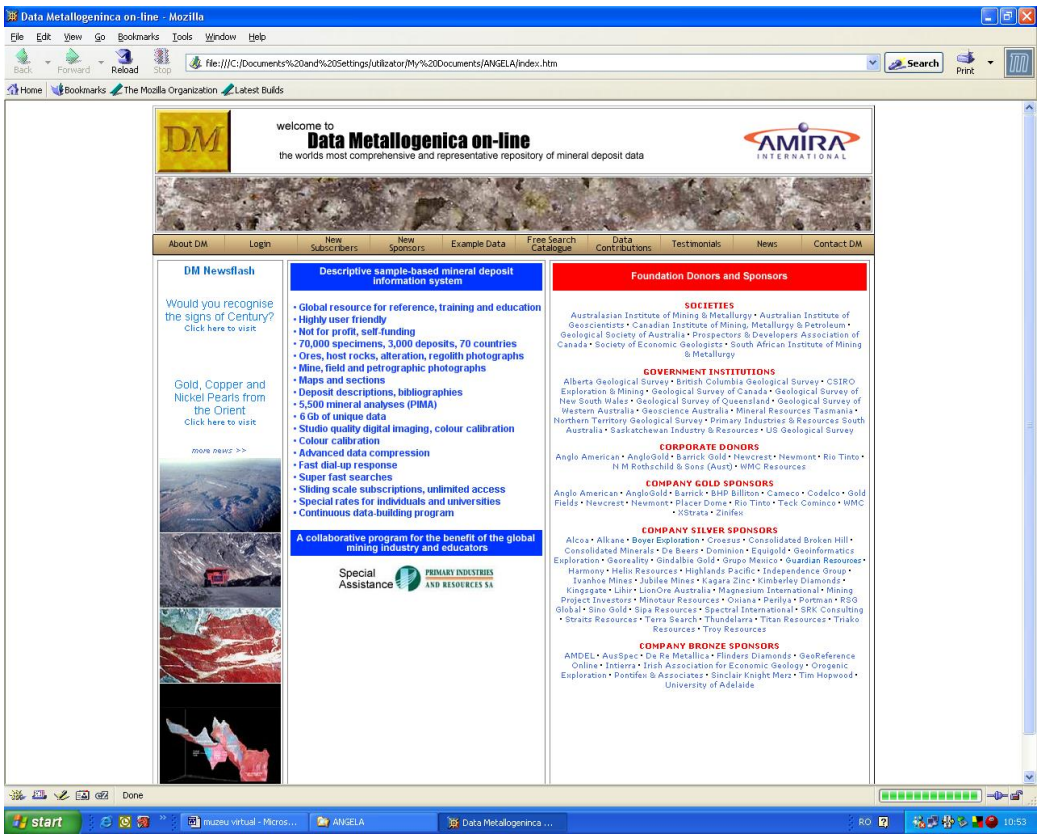 Data Metallogeninca on-line - Mozilla
File Edit View Go Bookmarks Tools Window Help
Back Forward Reload Stop
file:///C:/Documents%20and%20Settings/utilizator/My%20Documents/ANGELA/index.htm
Search Print
Home Bookmarks The Mozilla Organization Latest Builds
DM
welcome to
Data Metallogenica on-line
the worlds most comprehensive and representative repository of mineral deposit data
AMIRA
INTERNATIONAL
About DM Login New Subscribers New Sponsors Example Data Free Search Catalogue Data Contributions Testimonials News Contact DM
DM Newsflash
Would you recognise
the signs of Century?
Click here to visit
Gold, Copper and
Nickel Pearls from
the Orient
Click here to visit
more news >>
Descriptive sample-based mineral deposit
information system
• Global resource for reference, training and education
• Highly user friendly
• Not for profit, self-funding
• 70,000 specimens, 3,000 deposits, 70 countries
• Ores, host rocks, alteration, regolith photographs
• Mine, field and petrographic photographs
• Maps and sections
• Deposit descriptions, bibliographies
• 5,500 mineral analyses (PIMA)
• 6 Gb of unique data
• Studio quality digital imaging, colour calibration
• Colour calibration
• Advanced data compression
• Fast dial-up response
• Super fast searches
• Sliding scale subscriptions, unlimited access
• Special rates for individuals and universities
• Continuous data-building program
A collaborative program for the benefit of the global
mining industry and educators
Special
Assistance
PRIMARY INDUSTRIES
AND RESOURCES SA
Foundation Donors and Sponsors
SOCIETIES
Australasian Institute of Mining & Metallurgy • Australian Institute of
Geoscientists • Canadian Institute of Mining, Metallurgy & Petroleum •
Geological Society of Australia • Prospectors & Developers Association of
Canada • Society of Economic Geologists • South African Institute of Mining
& Metallurgy
GOVERNMENT INSTITUTIONS
Alberta Geological Survey • British Columbia Geological Survey • CSIRO
Exploration & Mining • Geological Survey of Canada • Geological Survey of
New South Wales • Geological Survey of Queensland • Geological Survey of
Western Australia • Geoscience Australia • Mineral Resources Tasmania •
Northern Territory Geological Survey • Primary Industries & Resources South
Australia • Saskatchewan Industry & Resources • US Geological Survey
CORPORATE DONORS
Anglo American • AngloGold • Barrick Gold • Newcrest • Newmont • Rio Tinto •
N M Rothschild & Sons (Aust) • WMC Resources
COMPANY GOLD SPONSORS
Anglo American • AngloGold • Barrick • BHP Billiton • Cameco • Codelco • Gold
Fields • Newcrest • Newmont • Placer Dome • Rio Tinto • Teck Cominco • WMC
• XStrata • Zinifex
COMPANY SILVER SPONSORS
Alcoa • Alkane • Boyer Exploration • Croesus • Consolidated Broken Hill •
Consolidated Minerals • De Beers • Dominion • Equigold • Geoinformatics
Exploration • Georeality • Gindalbie Gold • Grupo Mexico • Guardian Resources •
Harmony • Helix Resources • Highlands Pacific • Independence Group •
Ivanhoe Mines • Jubilee Mines • Kagara Zinc • Kimberley Diamonds •
Kingsgate • Lihir • LionOre Australia • Magnesium International • Mining
Project Investors • Minotaur Resources • Oxiana • Perilya • Portman • RSG
Global • Sino Gold • Sipa Resources • Spectral International • SRK Consulting
• Straits Resources • Terra Search • Thundelarra • Titan Resources • Triako
Resources • Troy Resources
COMPANY BRONZE SPONSORS
AMDEL • AusSpec • De Re Metallica • Flinders Diamonds • GeoReference
Online • Intierra • Irish Association for Economic Geology • Orogenic
Exploration • Pontifex & Associates • Sinclair Knight Merz • Tim Hopwood •
University of Adelaide
Done
start muzeu virtual - Micros... ANGELA Data Metallogeninca ... RO 10:53